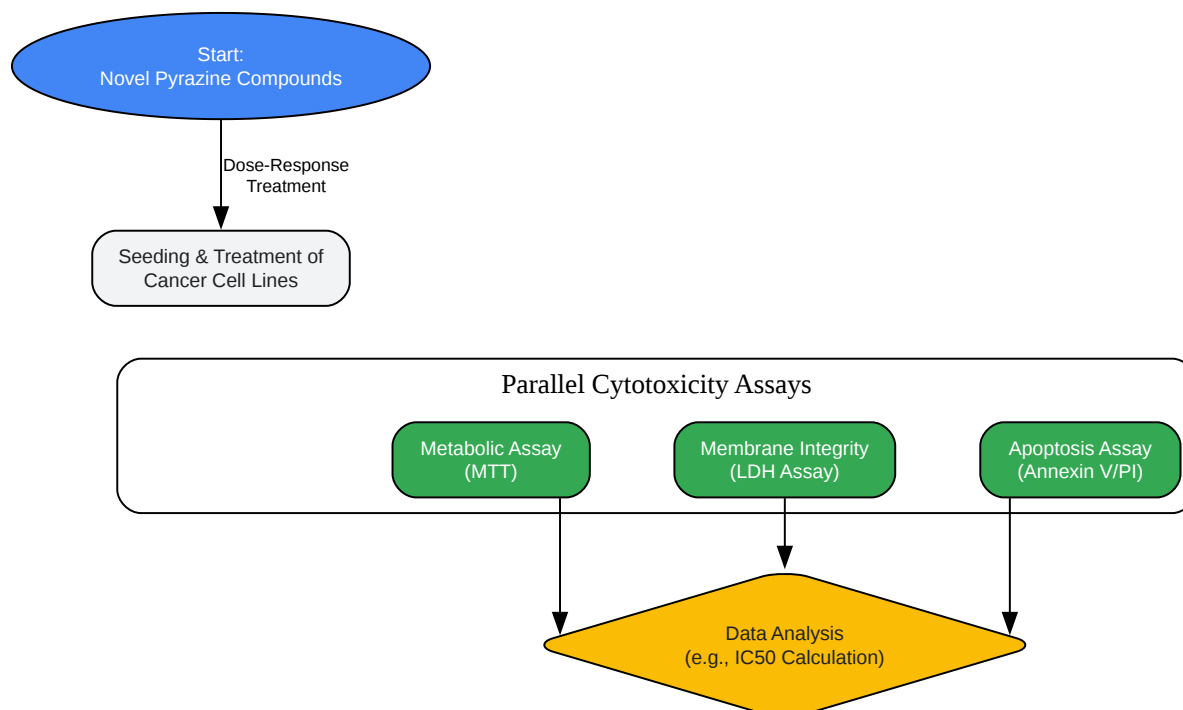 Start:
Novel Pyrazine Compounds
Dose-Response
Treatment
Seeding & Treatment of
Cancer Cell Lines
Parallel Cytotoxicity Assays
Metabolic Assay
(MTT)
Membrane Integrity
(LDH Assay)
Apoptosis Assay
(Annexin V/PI)
Data Analysis
(e.g., IC50 Calculation)